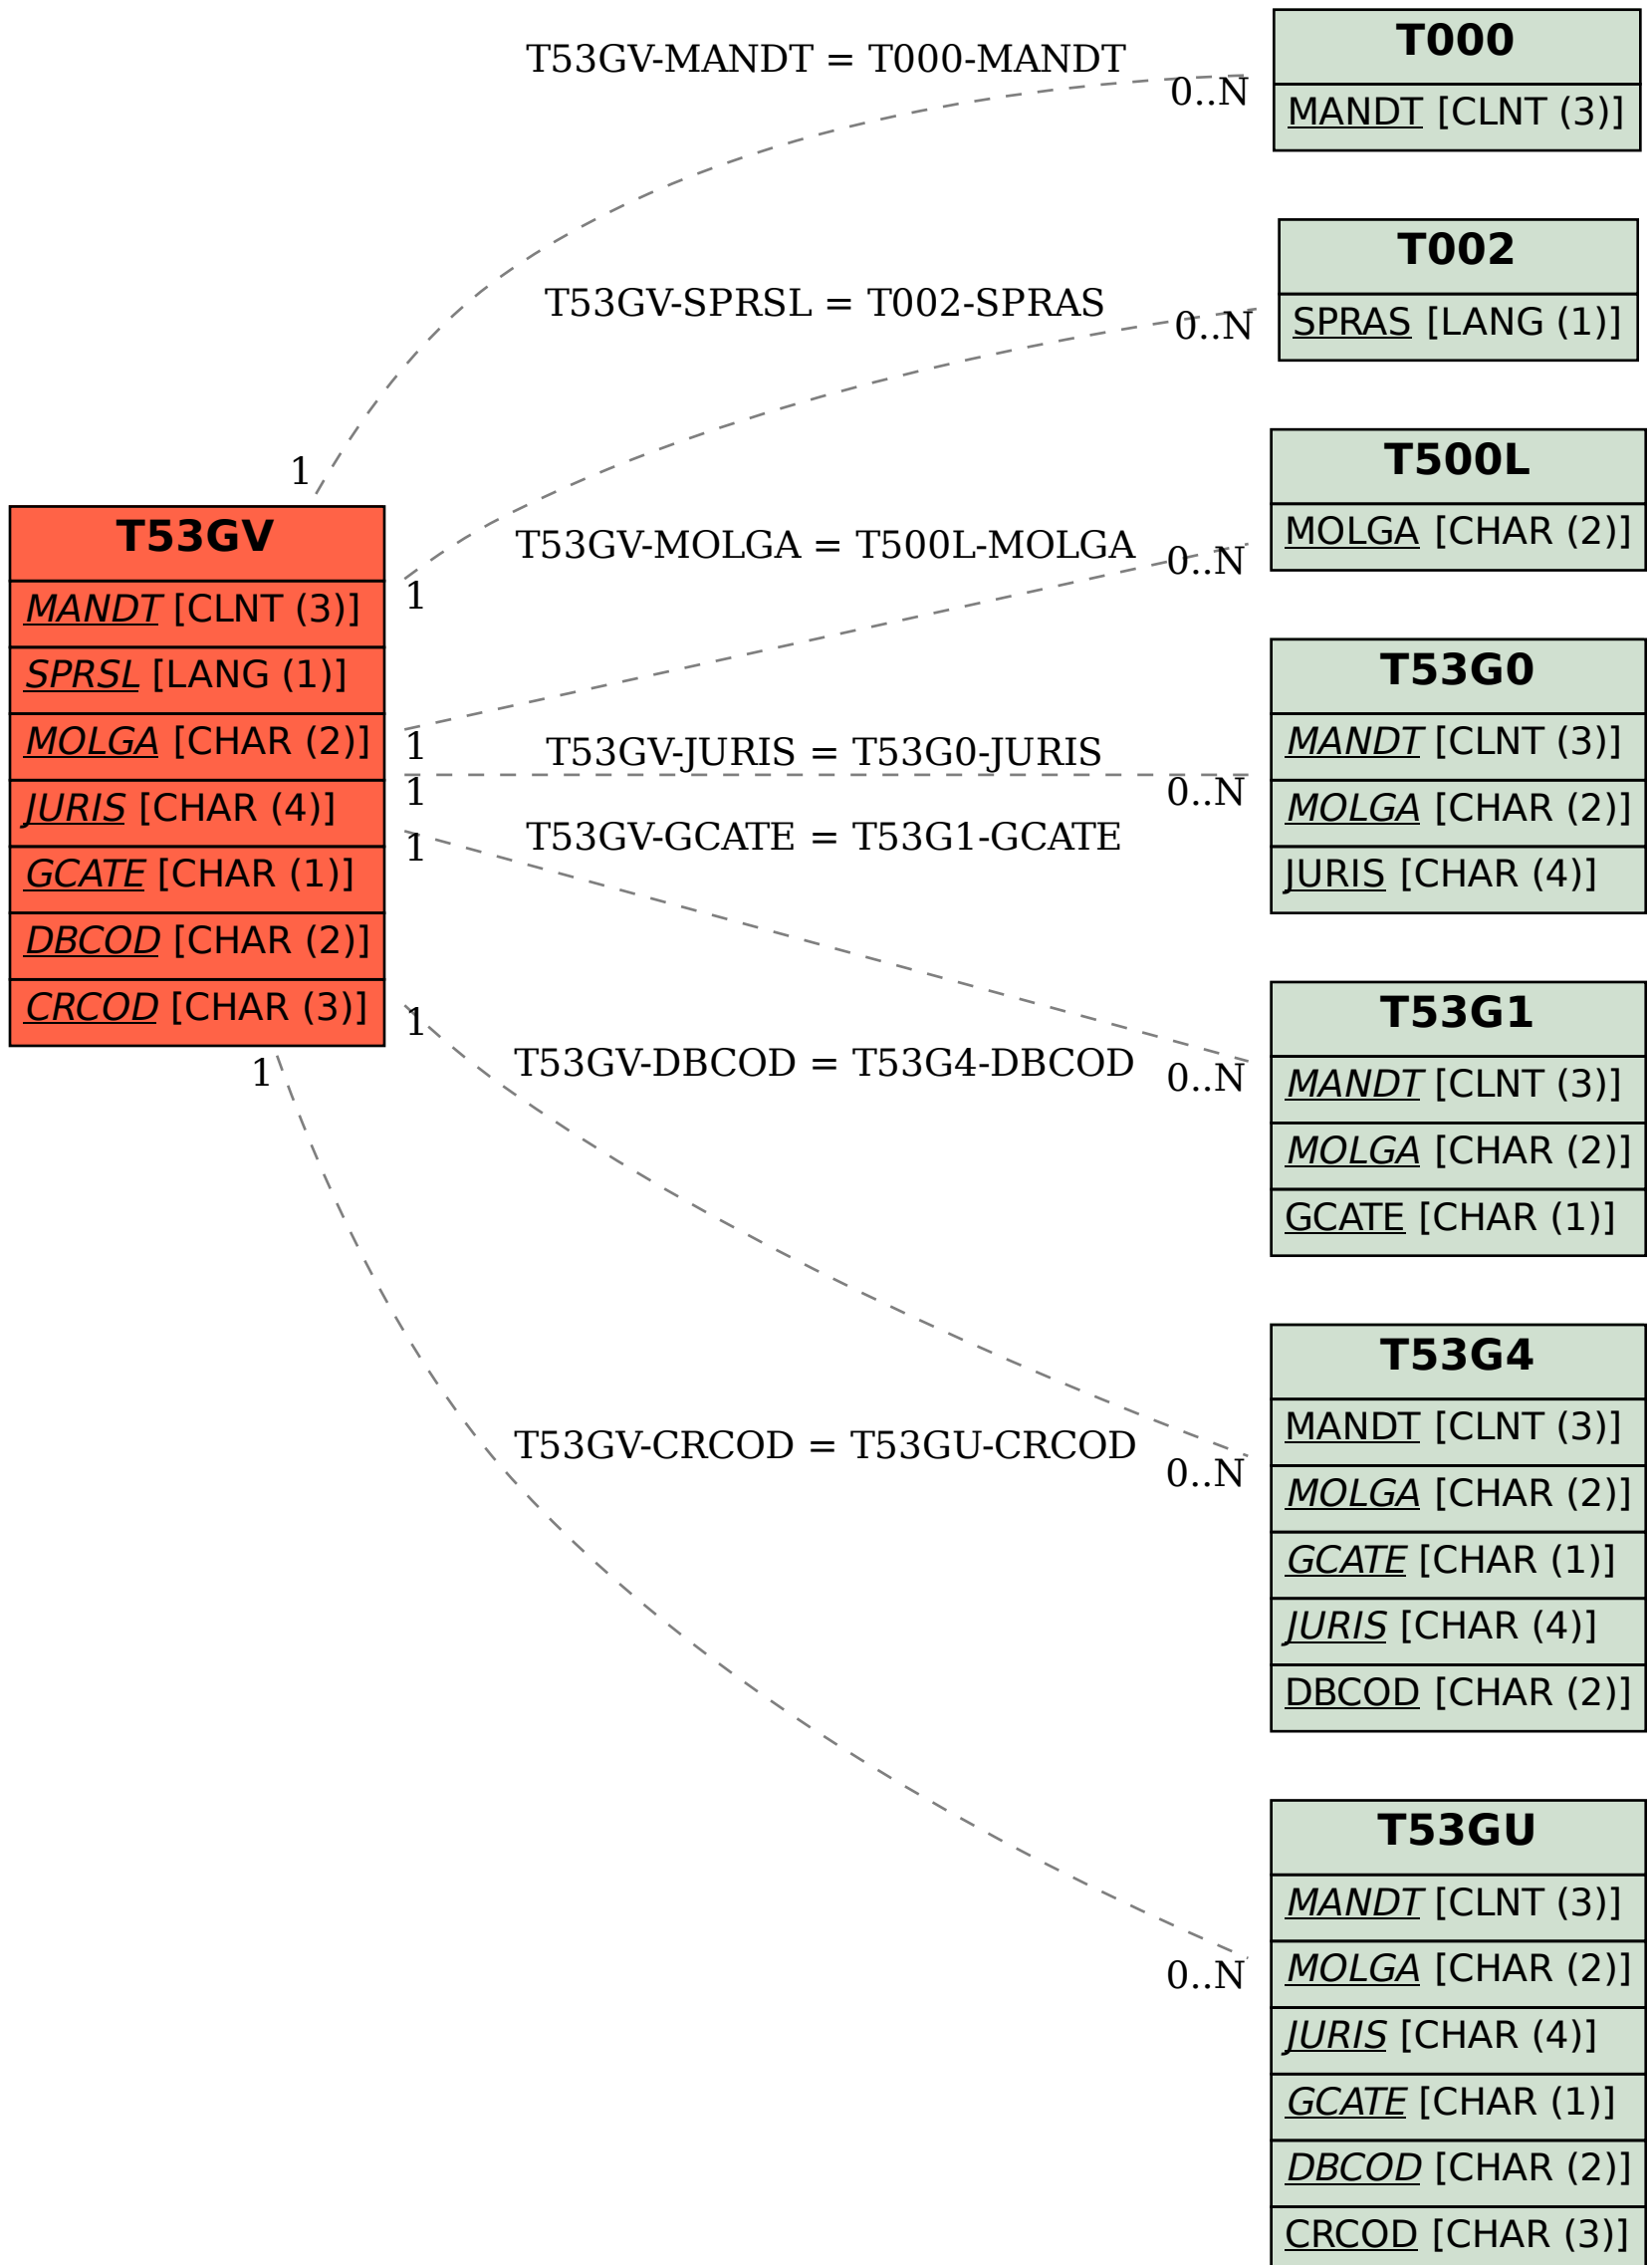 T53GV-MANDT = T000-MANDT
0..N
1
T000
MANDT [CLNT (3)]
T53GV-SPRSL = T002-SPRAS
0..N
1
T002
SPRAS [LANG (1)]
T53GV
MANDT [CLNT (3)]
SPRSL [LANG (1)]
MOLGA [CHAR (2)]
JURIS [CHAR (4)]
GCATE [CHAR (1)]
DBCOD [CHAR (2)]
CRCOD [CHAR (3)]
T53GV-MOLGA = T500L-MOLGA
0..N
1
T500L
MOLGA [CHAR (2)]
T53GV-JURIS = T53G0-JURIS
0..N
1
T53G0
MANDT [CLNT (3)]
MOLGA [CHAR (2)]
JURIS [CHAR (4)]
T53GV-GCATE = T53G1-GCATE
0..N
1
T53G1
MANDT [CLNT (3)]
MOLGA [CHAR (2)]
GCATE [CHAR (1)]
T53GV-DBCOD = T53G4-DBCOD
0..N
1
T53G4
MANDT [CLNT (3)]
MOLGA [CHAR (2)]
GCATE [CHAR (1)]
JURIS [CHAR (4)]
DBCOD [CHAR (2)]
T53GV-CRCOD = T53GU-CRCOD
0..N
1
T53GU
MANDT [CLNT (3)]
MOLGA [CHAR (2)]
JURIS [CHAR (4)]
GCATE [CHAR (1)]
DBCOD [CHAR (2)]
CRCOD [CHAR (3)]